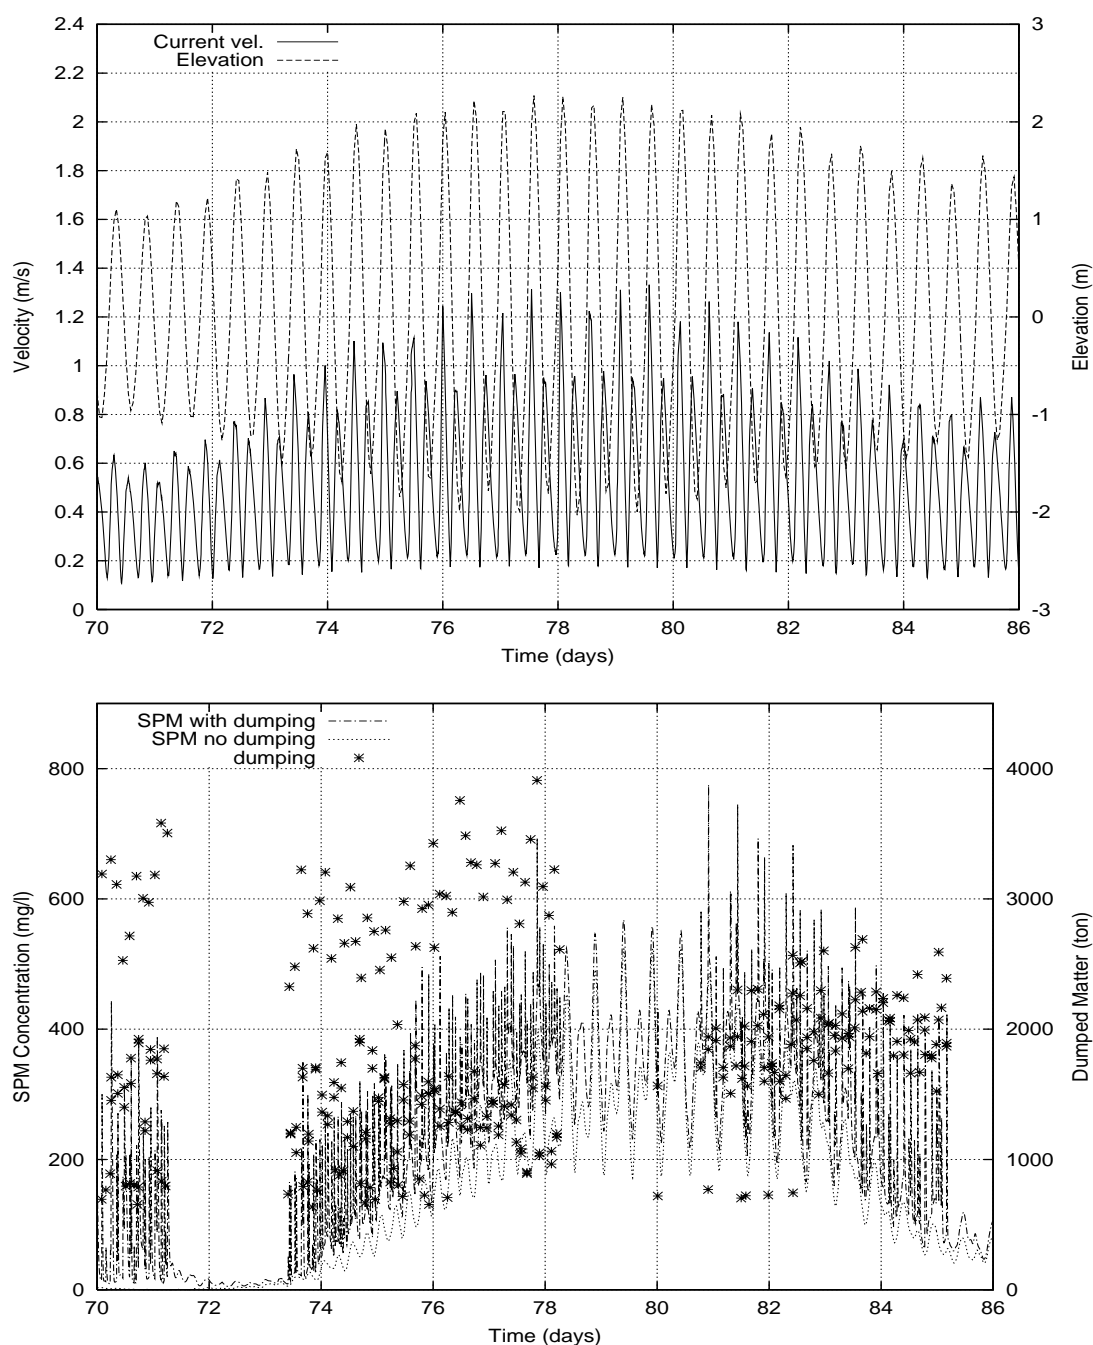 2.4
2.2
2
1.8
1.6
1.4
1.2
1
0.8
0.6
0.4
0.2
0
Velocity (m/s)
Current vel.
Elevation
3
2
1
0
-1
-2
-3
Elevation (m)
70 72 74 76 78 80 82 84 86
Time (days)
SPM with dumping
SPM no dumping
dumping
800
600
400
200
0
SPM Concentration (mg/l)
4000
3000
2000
1000
0
Dumped Matter (ton)
70 72 74 76 78 80 82 84 86
Time (days)